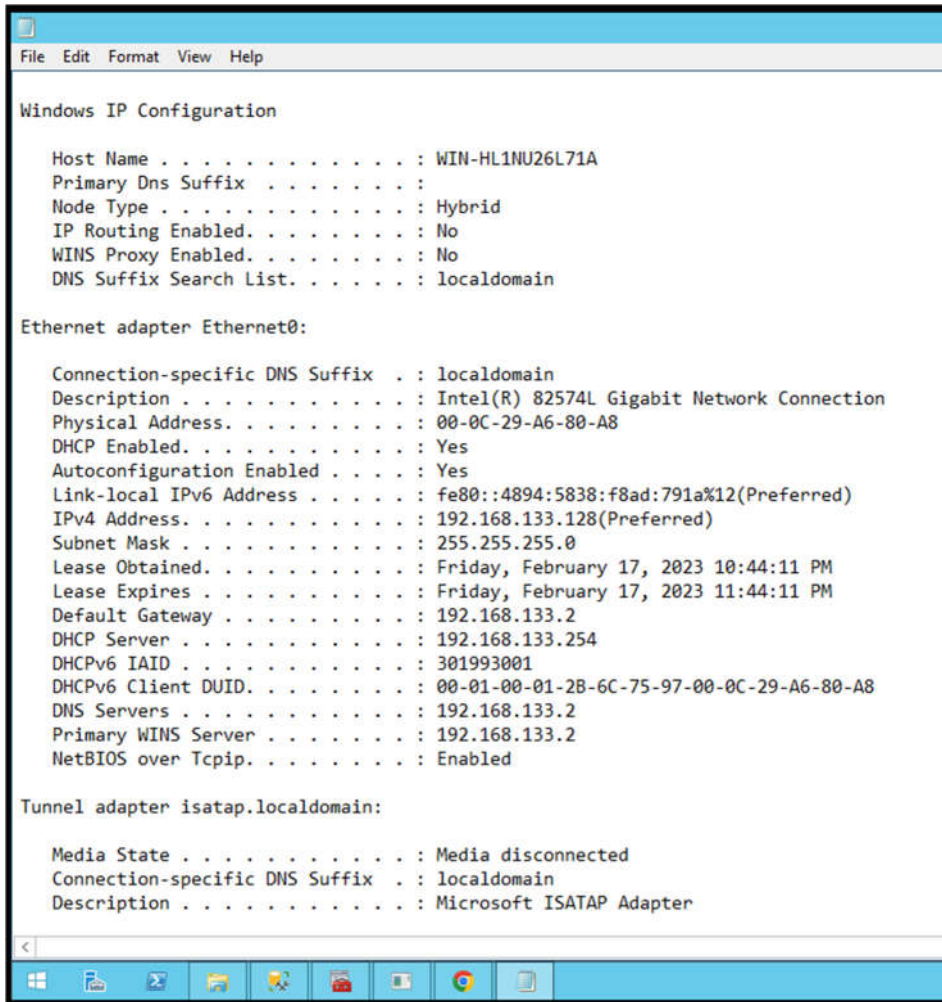 File Edit Format View Help
Windows IP Configuration
Host Name . . . . . . . . . . . . : WIN-HL1NU26L71A
Primary Dns Suffix  . . . . . . . :
Node Type . . . . . . . . . . . . : Hybrid
IP Routing Enabled. . . . . . . . : No
WINS Proxy Enabled. . . . . . . . : No
DNS Suffix Search List. . . . . . : localdomain
Ethernet adapter Ethernet0:
Connection-specific DNS Suffix  . : localdomain
Description . . . . . . . . . . . : Intel(R) 82574L Gigabit Network Connection
Physical Address. . . . . . . . . : 00-0C-29-A6-80-A8
DHCP Enabled. . . . . . . . . . . : Yes
Autoconfiguration Enabled . . . . : Yes
Link-local IPv6 Address . . . . . : fe80::4894:5838:f8ad:791a%12(Preferred)
IPv4 Address. . . . . . . . . . . : 192.168.133.128(Preferred)
Subnet Mask . . . . . . . . . . . : 255.255.255.0
Lease Obtained. . . . . . . . . . : Friday, February 17, 2023 10:44:11 PM
Lease Expires . . . . . . . . . . : Friday, February 17, 2023 11:44:11 PM
Default Gateway . . . . . . . . . : 192.168.133.2
DHCP Server . . . . . . . . . . . : 192.168.133.254
DHCPv6 IAID . . . . . . . . . . . : 301993001
DHCPv6 Client DUID. . . . . . . . : 00-01-00-01-2B-6C-75-97-00-0C-29-A6-80-A8
DNS Servers . . . . . . . . . . . : 192.168.133.2
Primary WINS Server . . . . . . . : 192.168.133.2
NetBIOS over Tcpip. . . . . . . . : Enabled
Tunnel adapter isatap.localdomain:
Media State . . . . . . . . . . . : Media disconnected
Connection-specific DNS Suffix  . : localdomain
Description . . . . . . . . . . . : Microsoft ISATAP Adapter